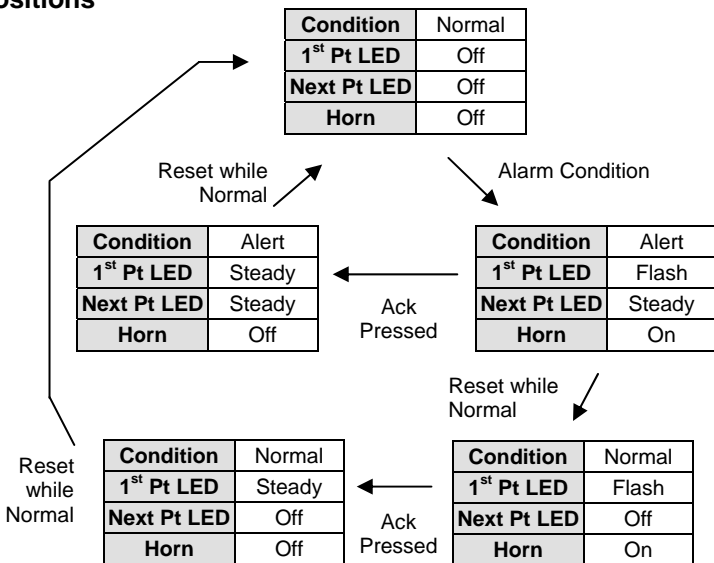 Condition Normal
1st Pt LED Off
Next Pt LED Off
Horn Off
Reset while
Normal
Alarm Condition
Condition Alert
1st Pt LED Steady
Next Pt LED Steady
Horn Off
Ack
Pressed
Condition Alert
1st Pt LED Flash
Next Pt LED Steady
Horn On
Reset while
Normal
Reset
while
Normal
Condition Normal
1st Pt LED Steady
Next Pt LED Off
Horn Off
Ack
Pressed
Condition Normal
1st Pt LED Flash
Next Pt LED Off
Horn On